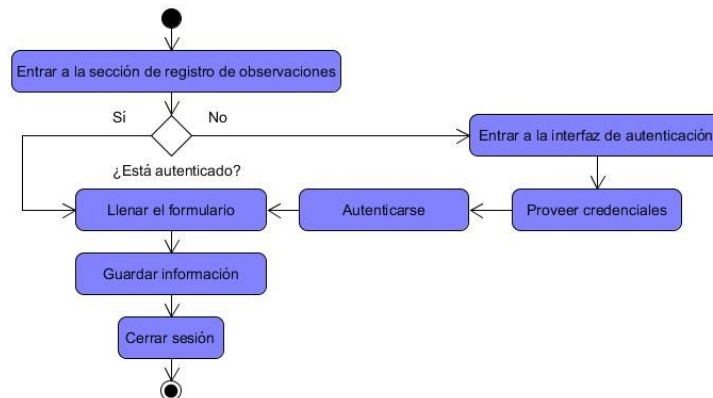 Entrar a la sección de registro de observaciones
Sí
No
Entrar a la interfaz de autenticación
¿Está autenticado?
Llenar el formulario
Autenticarse
Proveer credenciales
Guardar información
Cerrar sesión